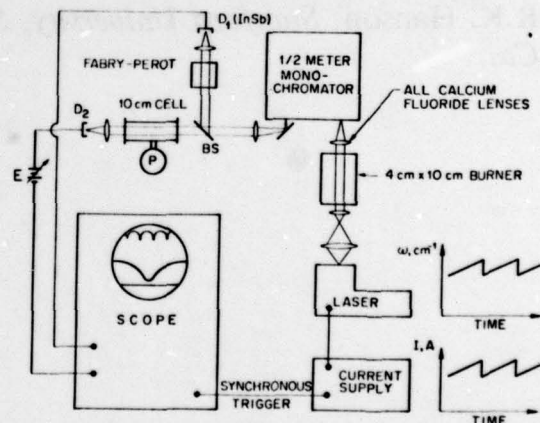 R. K. Hanson,
D₁ (InSb)
FABRY-PEROT
1/2 METER
MONO-
CHROMATOR
ALL CALCIUM
FLUORIDE LENSES
D₂
10 cm CELL
BS
P
E
4 cm x 10 cm BURNER
SCOPE
LASER
ω, cm⁻¹
TIME
SYNCHRONOUS
TRIGGER
CURRENT
SUPPLY
I, A
TIME